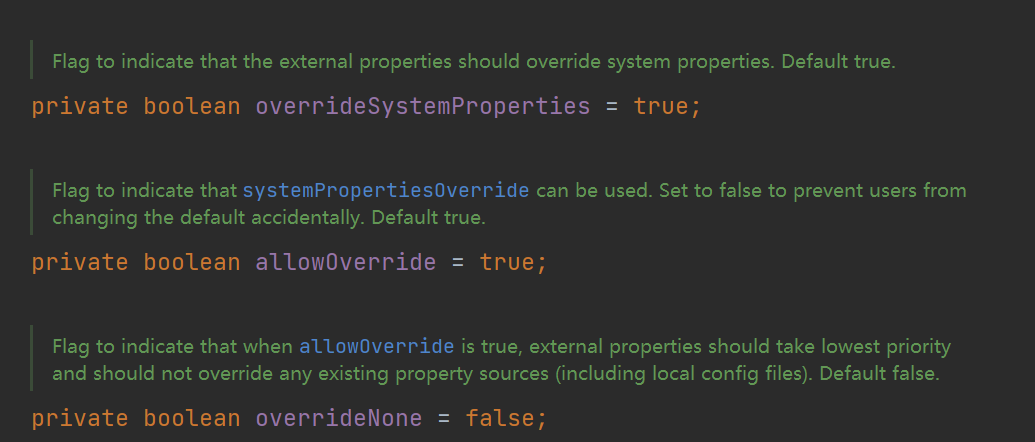 Flag to indicate that the external properties should override system properties. Default true.
private boolean overrideSystemProperties = true;
Flag to indicate that systemPropertiesOverride can be used. Set to false to prevent users from
changing the default accidentally. Default true.
private boolean allowOverride = true;
Flag to indicate that when allowOverride is true, external properties should take lowest priority
and should not override any existing property sources (including local config files). Default false.
private boolean overrideNone = false;